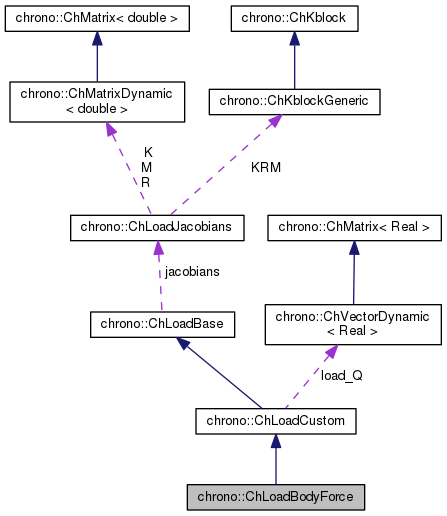 chrono::ChMatrix< double >
chrono::ChKblock
chrono::ChMatrixDynamic
< double >
chrono::ChKblockGeneric
K
M
R
KRM
chrono::ChLoadJacobians
chrono::ChMatrix< Real >
jacobians
chrono::ChLoadBase
chrono::ChVectorDynamic
< Real >
load_Q
chrono::ChLoadCustom
chrono::ChLoadBodyForce